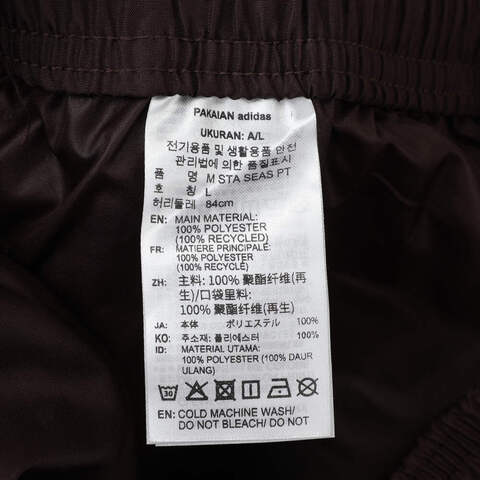 PAKAIAN adidas
UKURAN: A/L
전기용품 및 생활용품 안전
관리법에 의한 품질표시
품 명 M STA SEAS PT
호 칭 L
허리둘레 84cm
EN: MAIN MATERIAL:
100% POLYESTER
(100% RECYCLED)
FR: MATIERE PRINCIPALE:
100% POLYESTER
(100% RECYCLÉ)
ZH: 主料: 100% 聚酯纤维(再
生)/口袋里料:
100% 聚酯纤维(再生)
JA: 本体 ポリエステル 100%
KO: 주소재: 폴리에스터 100%
ID: MATERIAL UTAMA:
100% POLYESTER (100% DAUR
ULANG)
30
EN: COLD MACHINE WASH/
DO NOT BLEACH/ DO NOT